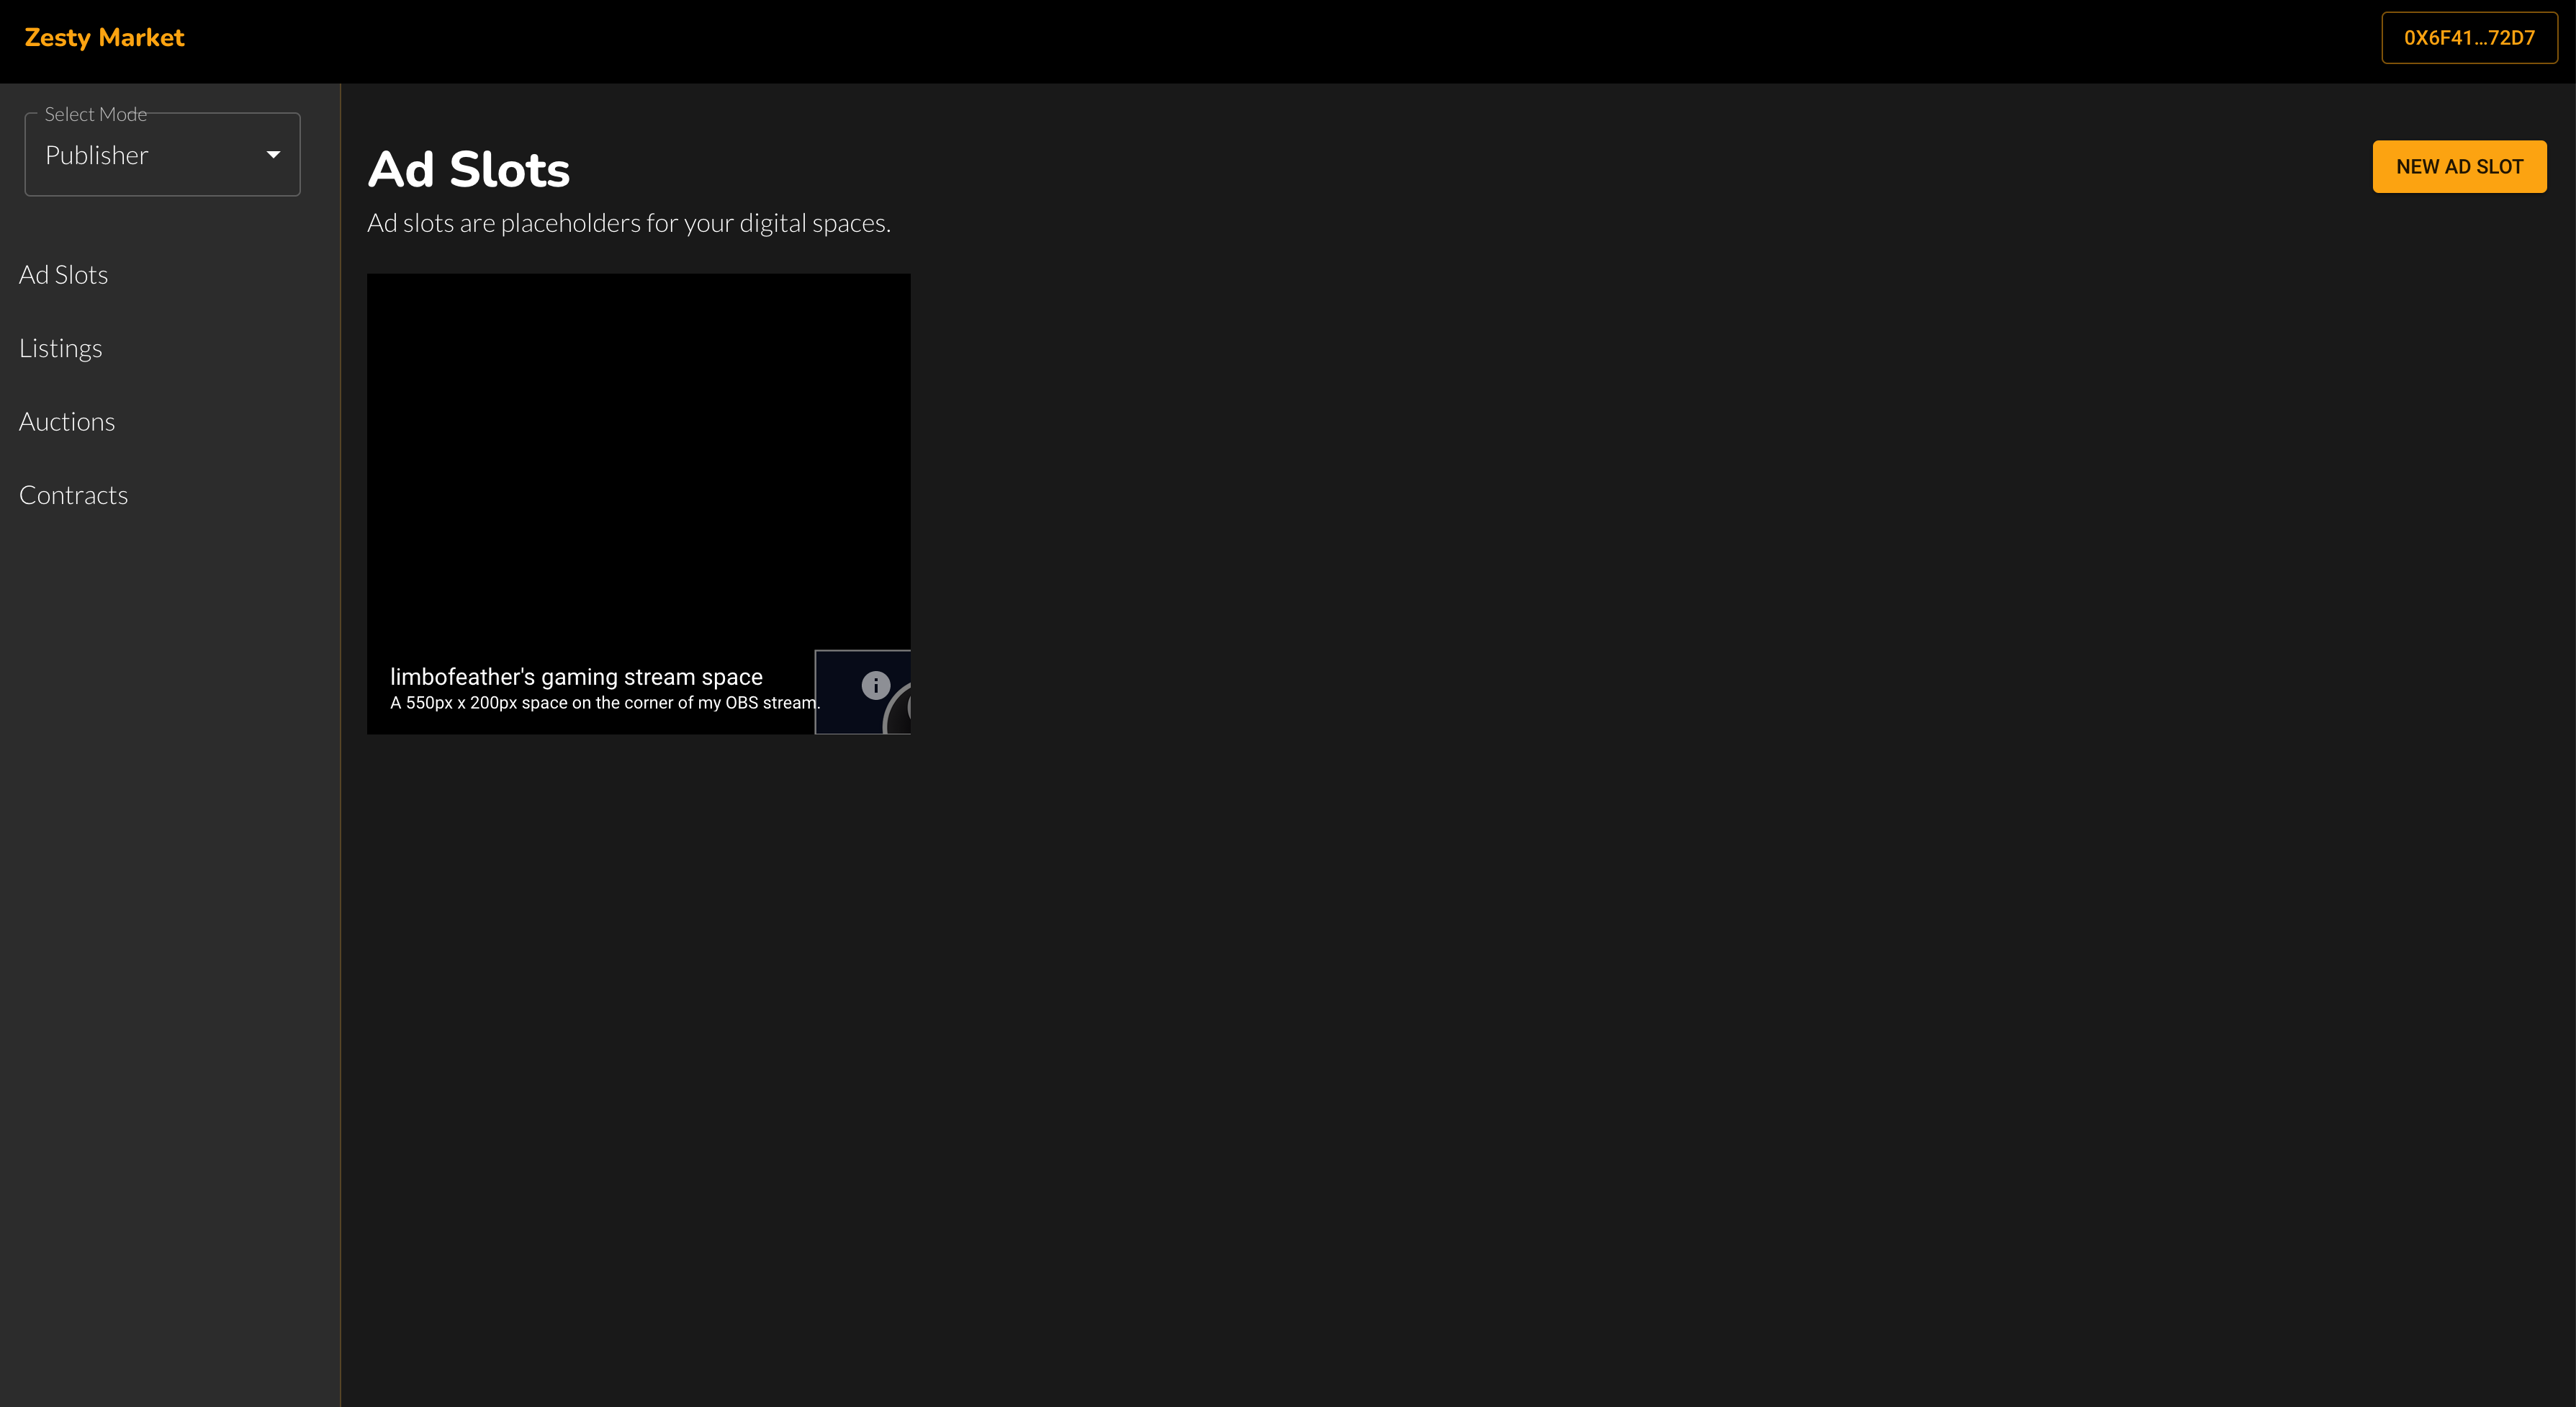 Zesty Market
0X6F41...72D7
Select Mode
Publisher
Ad Slots
Listings
Auctions
Contracts
Ad Slots
NEW AD SLOT
Ad slots are placeholders for your digital spaces.
limbofeather's gaming stream space
A 550px x 200px space on the corner of my OBS stream.